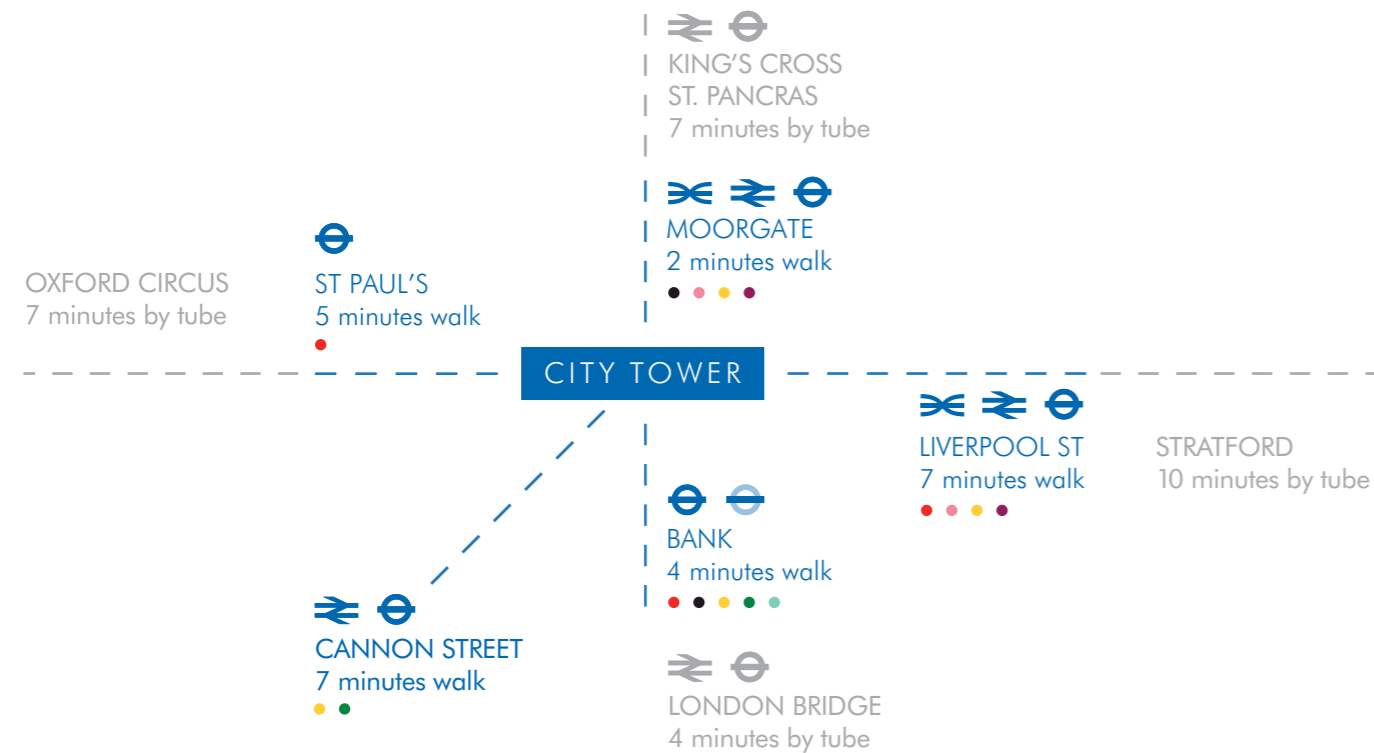 KING'S CROSS
ST. PANCRAS
7 minutes by tube
MOORGATE
2 minutes walk
OXFORD CIRCUS
7 minutes by tube
ST PAUL'S
5 minutes walk
CITY TOWER
LIVERPOOL ST
7 minutes walk
STRATFORD
10 minutes by tube
BANK
4 minutes walk
CANNON STREET
7 minutes walk
LONDON BRIDGE
4 minutes by tube